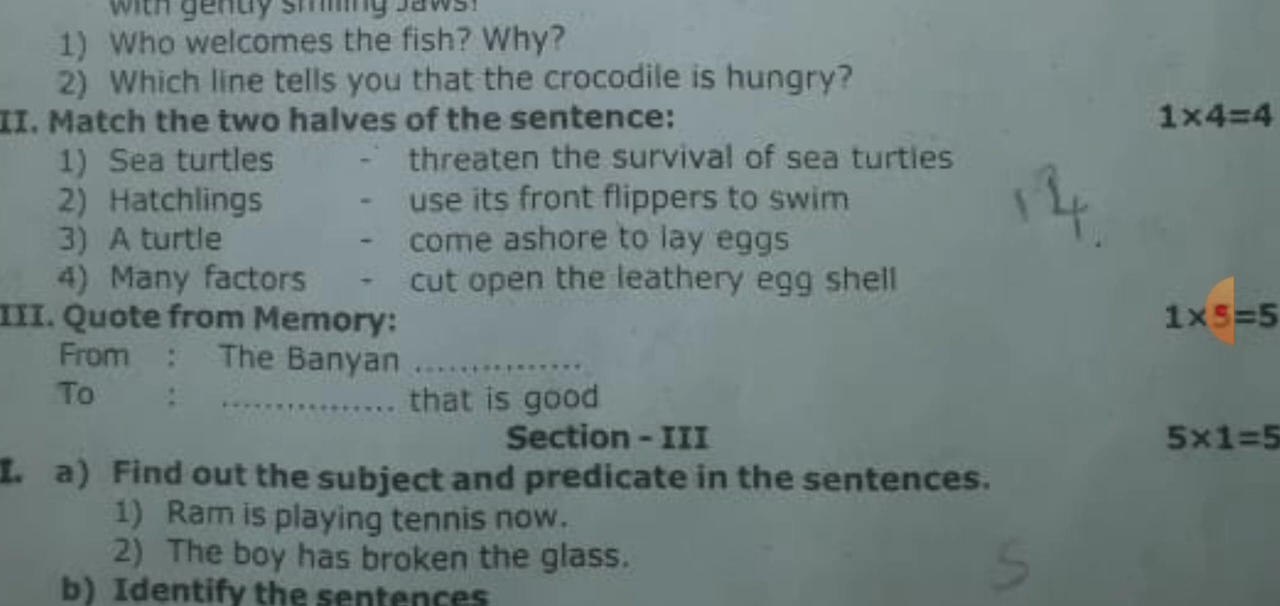 with gently smiling Jaws!
1) Who welcomes the fish? Why?
2) Which line tells you that the crocodile is hungry?
II. Match the two halves of the sentence: 1×4=4
1) Sea turtles - threaten the survival of sea turtles
2) Hatchlings - use its front flippers to swim
3) A turtle - come ashore to lay eggs
4) Many factors - cut open the leathery egg shell
III. Quote from Memory: 1×5=5
From : The Banyan ...............
To : ................ that is good
Section - III 5×1=5
I. a) Find out the subject and predicate in the sentences.
1) Ram is playing tennis now.
2) The boy has broken the glass.
5
b) Identify the sentences